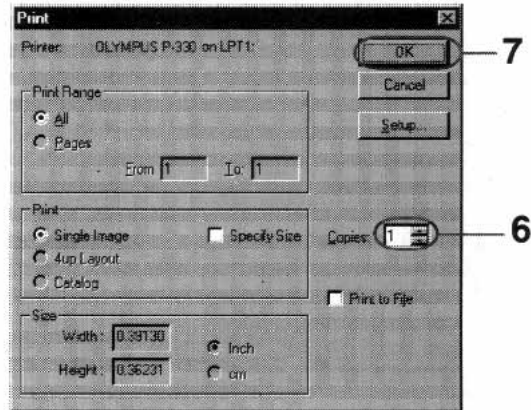 Print
Printer: OLYMPUS P-330 on LPT1:
OK
7
Cancel
Setup...
Print Range
All
Pages
From 1 To: 1
Print
Single Image
Specify Size
Copies: 1
6
4up Layout
Catalog
Print to File
Size
Width: 0.39130
Inch
Height: 0.36231
cm